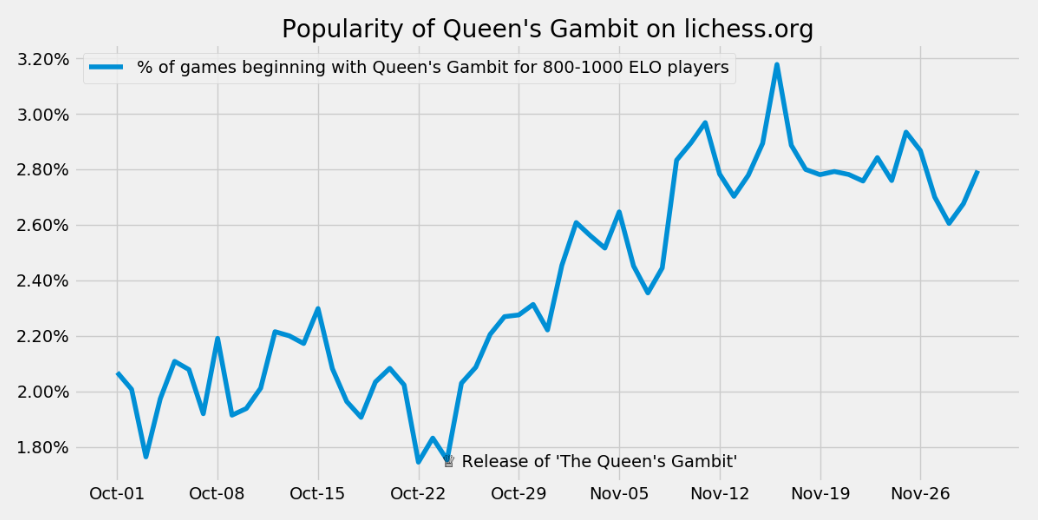 Popularity of Queen's Gambit on lichess.org
% of games beginning with Queen's Gambit for 800-1000 ELO players
3.20%
3.00%
2.80%
2.60%
2.40%
2.20%
2.00%
1.80%
♕ Release of 'The Queen's Gambit'
Oct-01 Oct-08 Oct-15 Oct-22 Oct-29 Nov-05 Nov-12 Nov-19 Nov-26